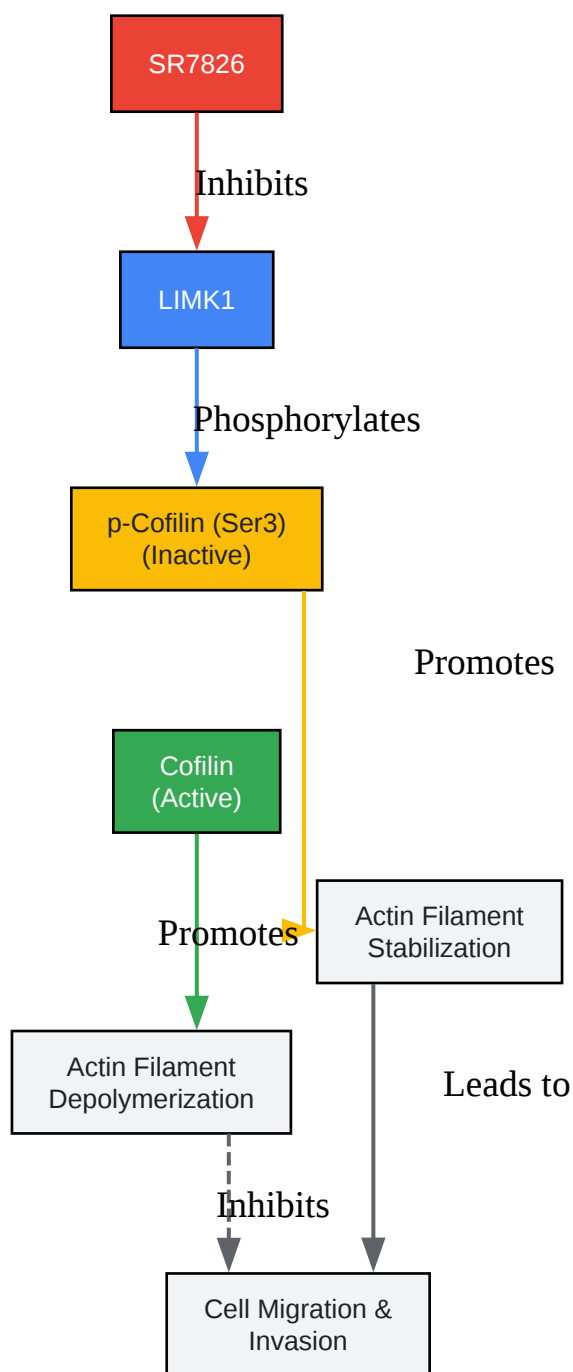 SR7826
Inhibits
LIMK1
Phosphorylates
p-Cofilin (Ser3)
(Inactive)
Promotes
Cofilin
(Active)
Promotes
Actin Filament
Stabilization
Actin Filament
Depolymerization
Leads to
Inhibits
Cell Migration &
Invasion